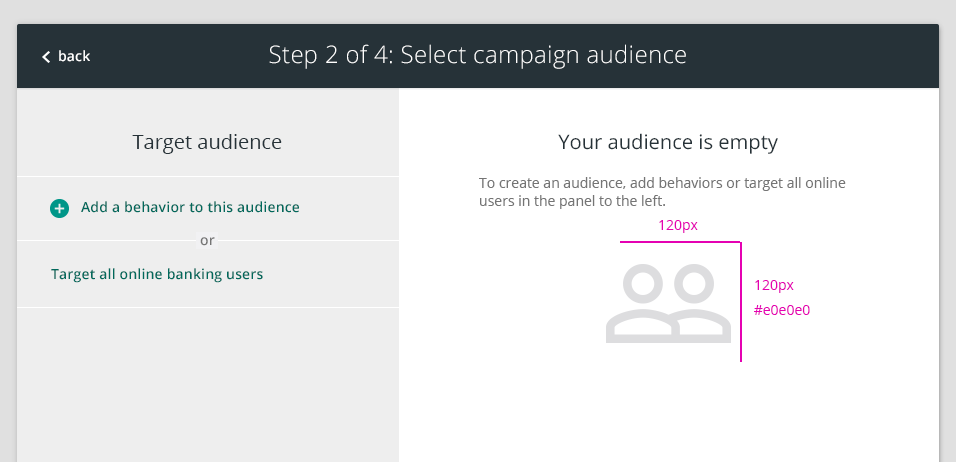 back
Step 2 of 4: Select campaign audience
Target audience
Add a behavior to this audience
or
Target all online banking users
Your audience is empty
To create an audience, add behaviors or target all online
users in the panel to the left.
120px
120px
#e0e0e0